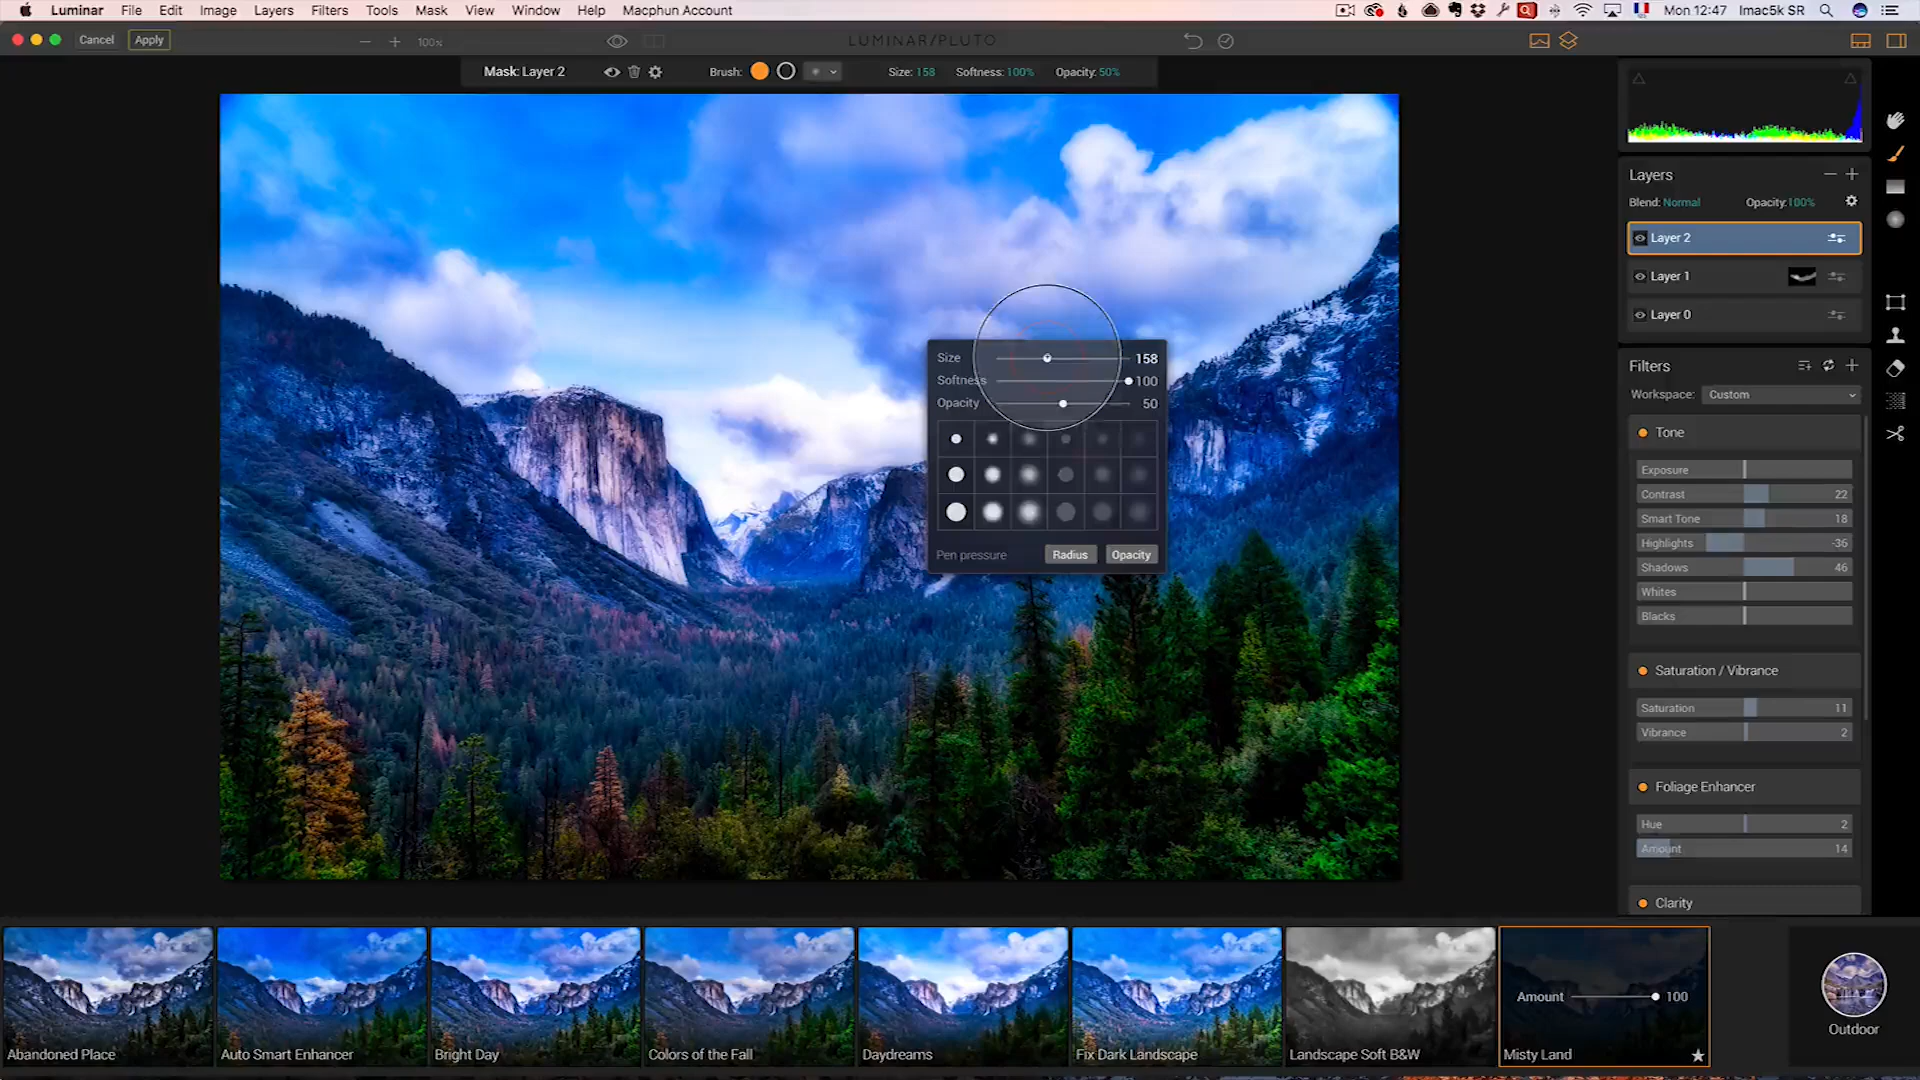 Luminar File Edit Image Layers Filters Tools Mask View Window Help Macphun Account Mon 12:47 Imac5k SR
Cancel Apply 100% LUMINAR/PLUTO
Mask: Layer 2 Brush: Size: 158 Softness: 100% Opacity: 50%
Size 158
Softness 100
Opacity 50
Pen pressure Radius Opacity
Layers
Blend: Normal Opacity: 100%
Layer 2
Layer 1
Layer 0
Filters
Workspace: Custom
Tone
Exposure
Contrast 22
Smart Tone 18
Highlights -36
Shadows 46
Whites
Blacks
Saturation / Vibrance
Saturation 11
Vibrance 2
Foliage Enhancer
Hue 2
Amount 14
Clarity
Abandoned Place
Auto Smart Enhancer
Bright Day
Colors of the Fall
Daydreams
Fix Dark Landscape
Landscape Soft B&W
Amount 100
Misty Land
Outdoor